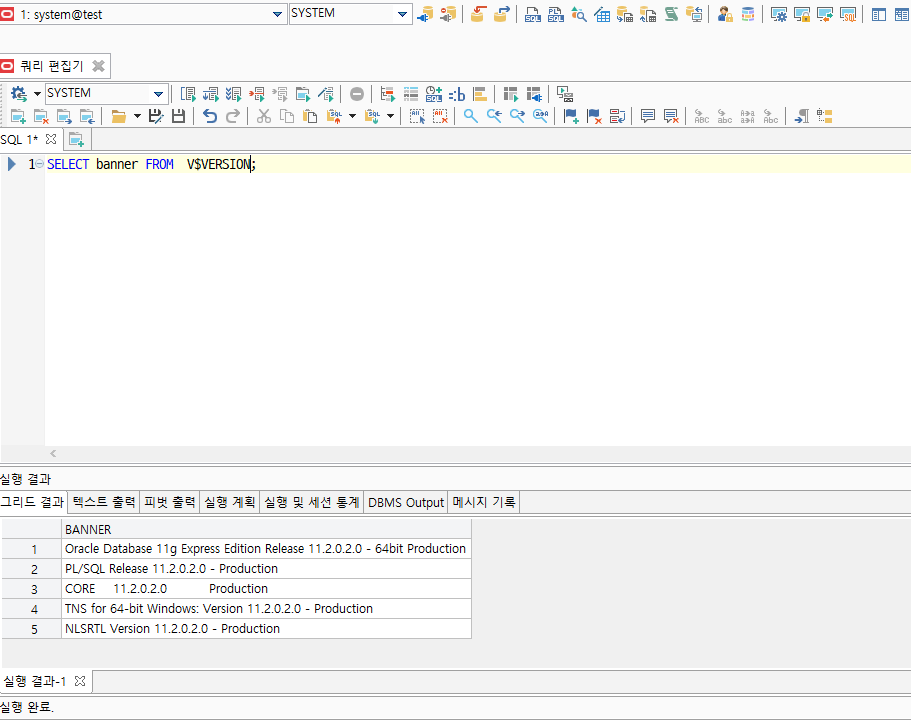 1: system@test SYSTEM
쿼리 편집기
SYSTEM
SQL 1*
1 SELECT banner FROM  V$VERSION;
실행 결과
그리드 결과 텍스트 출력 피벗 출력 실행 계획 실행 및 세션 통계 DBMS Output 메시지 기록
BANNER
1 Oracle Database 11g Express Edition Release 11.2.0.2.0 - 64bit Production
2 PL/SQL Release 11.2.0.2.0 - Production
3 CORE 11.2.0.2.0 Production
4 TNS for 64-bit Windows: Version 11.2.0.2.0 - Production
5 NLSRTL Version 11.2.0.2.0 - Production
실행 결과-1
실행 완료.